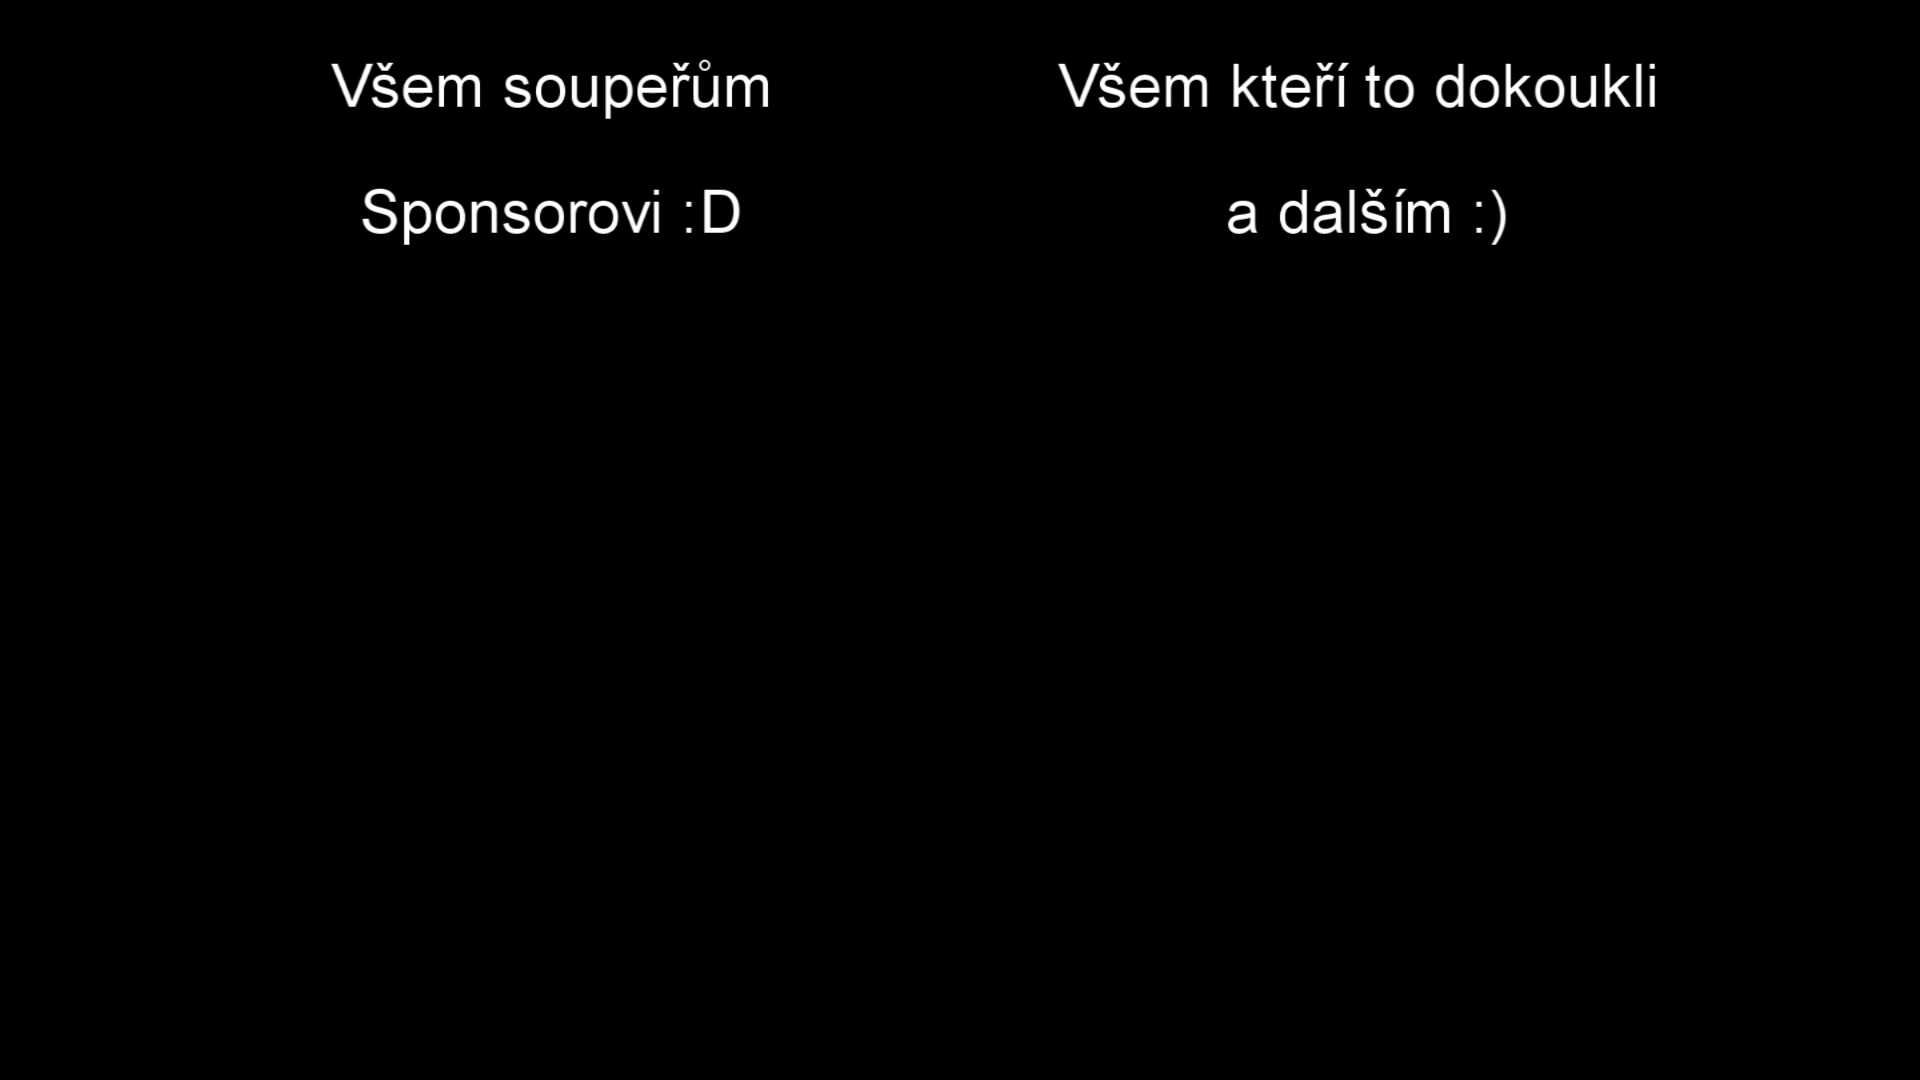 Všem soupeřům
Sponsorovi :D
Všem kteří to dokoukli
a dalším :)